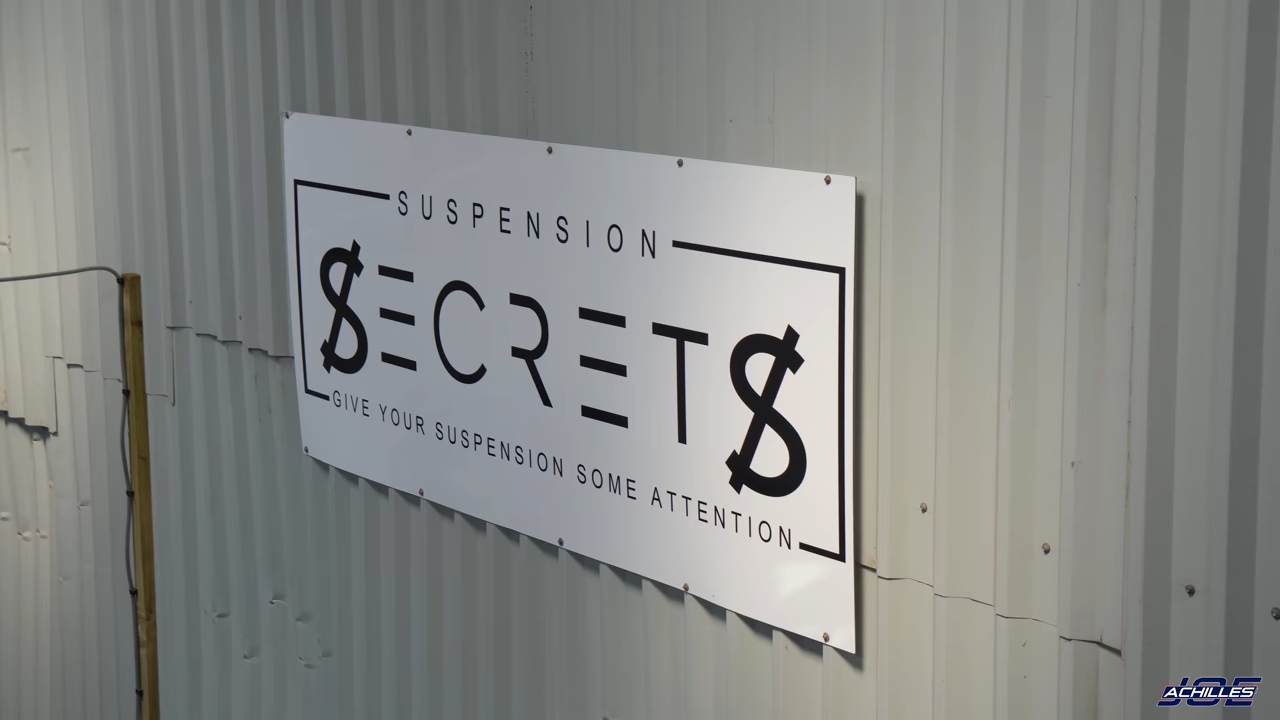 SUSPENSION
$ECRET$
GIVE YOUR SUSPENSION SOME ATTENTION
JOE
ACHILLES